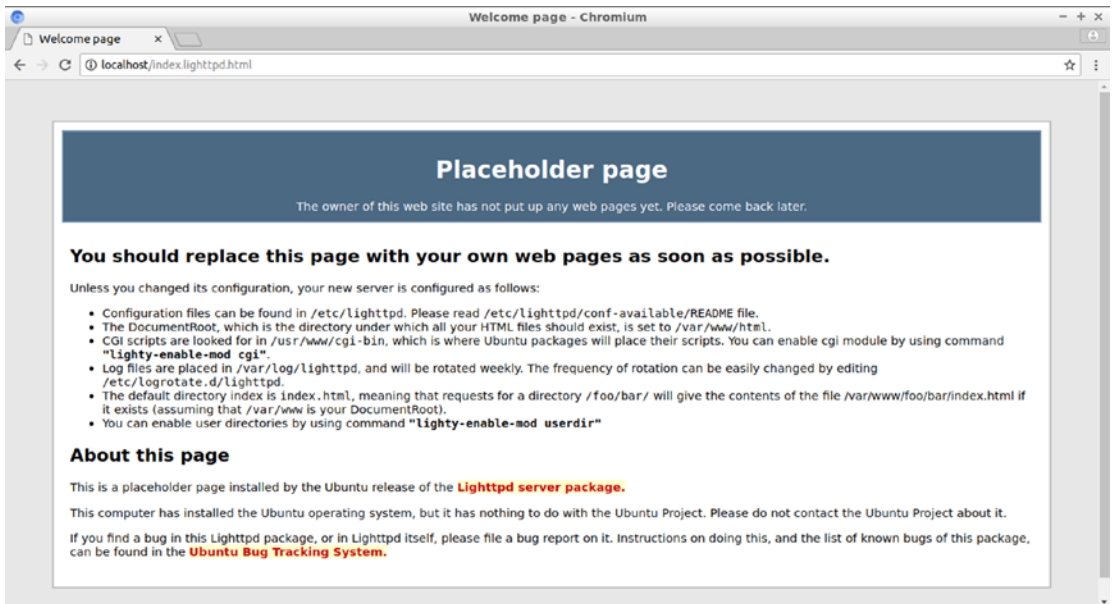 Welcome page - Chromium
Welcome page
localhost/index.lighttpd.html
Placeholder page
The owner of this web site has not put up any web pages yet. Please come back later.
You should replace this page with your own web pages as soon as possible.
Unless you changed its configuration, your new server is configured as follows:
• Configuration files can be found in /etc/lighttpd. Please read /etc/lighttpd/conf-available/README file.
• The DocumentRoot, which is the directory under which all your HTML files should exist, is set to /var/www/html.
• CGI scripts are looked for in /usr/www/cgi-bin, which is where Ubuntu packages will place their scripts. You can enable cgi module by using command
"lighty-enable-mod cgi".
• Log files are placed in /var/log/lighttpd, and will be rotated weekly. The frequency of rotation can be easily changed by editing
/etc/logrotate.d/lighttpd.
• The default directory index is index.html, meaning that requests for a directory /foo/bar/ will give the contents of the file /var/www/foo/bar/index.html if
it exists (assuming that /var/www is your DocumentRoot).
• You can enable user directories by using command "lighty-enable-mod userdir"
About this page
This is a placeholder page installed by the Ubuntu release of the Lighttpd server package.
This computer has installed the Ubuntu operating system, but it has nothing to do with the Ubuntu Project. Please do not contact the Ubuntu Project about it.
If you find a bug in this Lighttpd package, or in Lighttpd itself, please file a bug report on it. Instructions on doing this, and the list of known bugs of this package,
can be found in the Ubuntu Bug Tracking System.